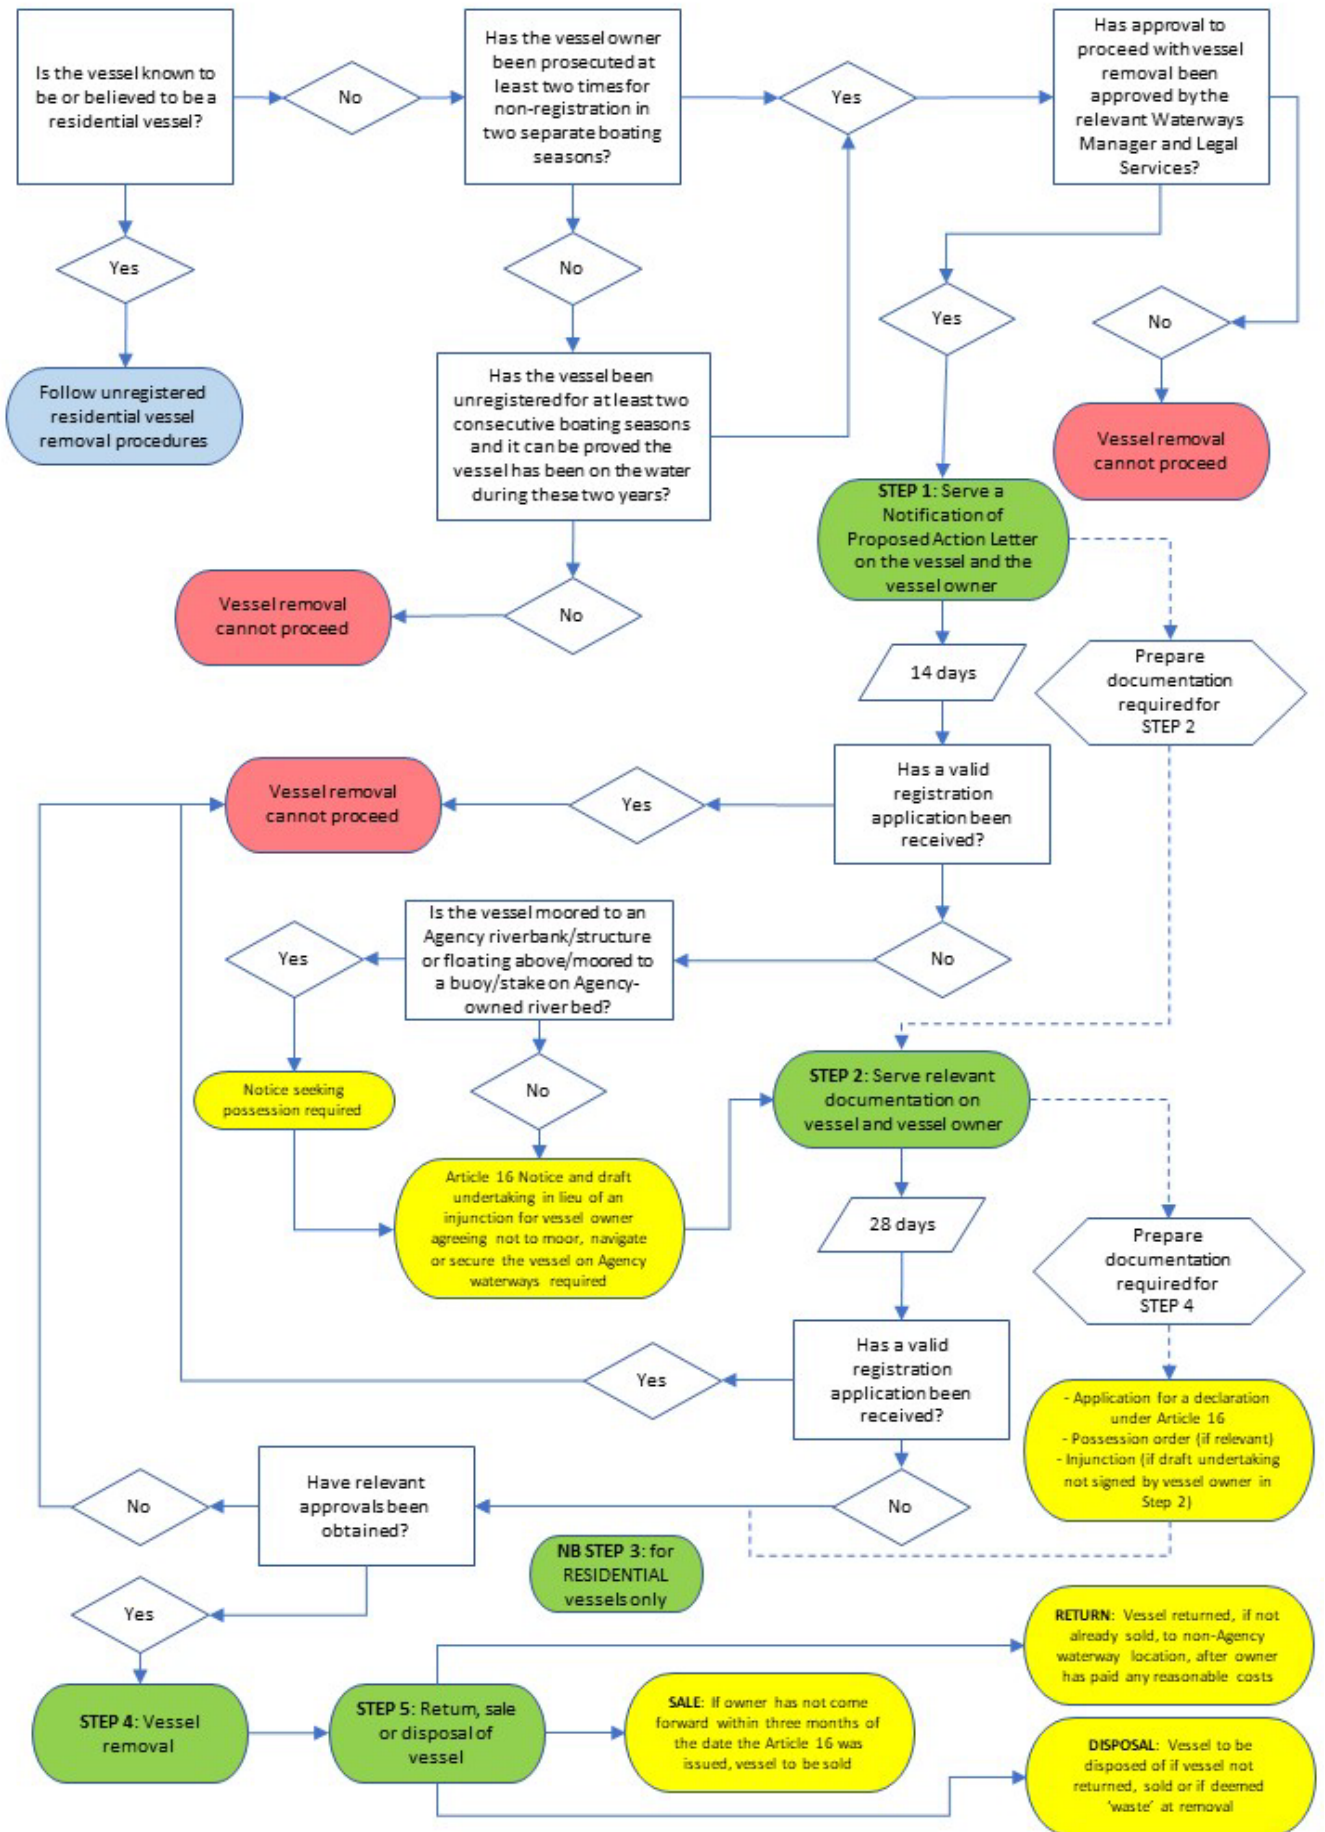 Is the vessel known to
be or believed to be a
residential vessel?
No
Has the vessel owner
been prosecuted at
least two times for
non-registration in
two separate boating
seasons?
Yes
Has approval to
proceed with vessel
removal been
approved by the
relevant Waterways
Manager and Legal
Services?
Yes
No
Yes
No
Follow unregistered
residential vessel
removal procedures
Has the vessel been
unregistered for at least two
consecutive boating seasons
and it can be proved the
vessel has been on the water
during these two years?
Vessel removal
cannot proceed
STEP 1: Serve a
Notification of
Proposed Action Letter
on the vessel and the
vessel owner
Vessel removal
cannot proceed
No
14 days
Prepare
documentation
required for
STEP 2
Vessel removal
cannot proceed
Yes
Has a valid
registration
application been
received?
Yes
Is the vessel moored to an
Agency riverbank/structure
or floating above/moored to
a buoy/stake on Agency-
owned river bed?
No
Notice seeking
possession required
No
STEP 2: Serve relevant
documentation on
vessel and vessel owner
Article 16 Notice and draft
undertaking in lieu of an
injunction for vessel owner
agreeing not to moor, navigate
or secure the vessel on Agency
waterways required
28 days
Prepare
documentation
required for
STEP 4
Yes
Has a valid
registration
application been
received?
- Application for a declaration
under Article 16
- Possession order (if relevant)
- Injunction (if draft undertaking
not signed by vessel owner in
Step 2)
No
Have relevant
approvals been
obtained?
No
NB STEP 3: for
RESIDENTIAL
vessels only
Yes
RETURN: Vessel returned, if not
already sold, to non-Agency
waterway location, after owner
has paid any reasonable costs
STEP 4: Vessel
removal
STEP 5: Return, sale
or disposal of
vessel
SALE: If owner has not come
forward within three months of
the date the Article 16 was
issued, vessel to be sold
DISPOSAL: Vessel to be
disposed of if vessel not
returned, sold or if deemed
'waste' at removal